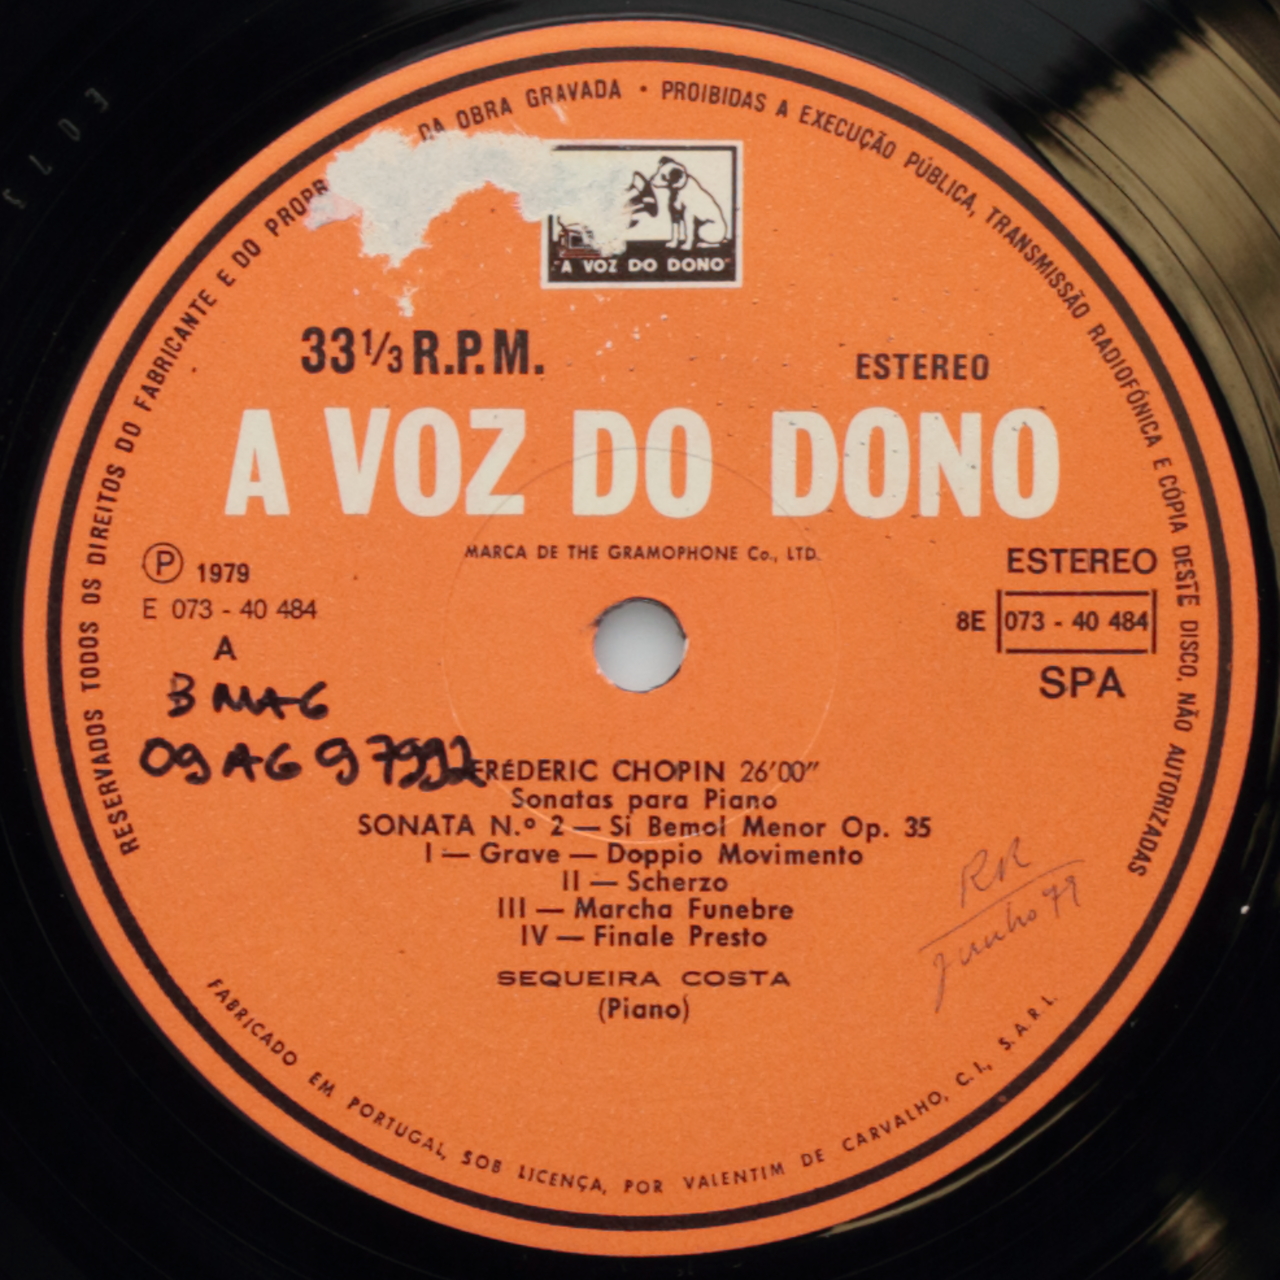 RESERVADOS TODOS OS DIREITOS DO FABRICANTE E DO PROPR DA OBRA GRAVADA • PROIBIDAS A EXECUÇÃO PÚBLICA, TRANSMISSÃO RADIOFÓNICA E CÓPIA DESTE DISCO, NÃO AUTORIZADAS
"A VOZ DO DONO"
33 1/3 R.P.M.
ESTEREO
A VOZ DO DONO
MARCA DE THE GRAMOPHONE Co., LTD.
Ⓟ 1979
E 073 - 40 484
A
B MAG
09 AG 97992
ESTEREO
8E 073 - 40 484
SPA
FRÉDERIC CHOPIN 26'00"
Sonatas para Piano
SONATA N.º 2 — Si Bemol Menor Op. 35
I — Grave — Doppio Movimento
II — Scherzo
III — Marcha Funebre
IV — Finale Presto
SEQUEIRA COSTA
(Piano)
RR
Junho 79
FABRICADO EM PORTUGAL, SOB LICENÇA, POR VALENTIM DE CARVALHO, C. I., S. A. R. L.